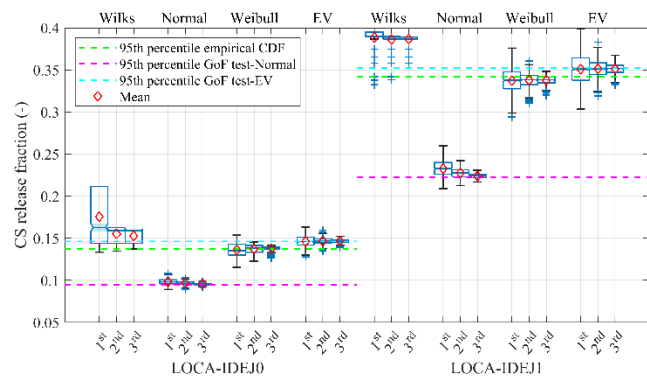 Wilks Normal Weibull EV Wilks Normal Weibull EV
0.4
95th percentile empirical CDF
95th percentile GoF test-Normal
95th percentile GoF test-EV
Mean
0.35
0.3
0.25
0.2
0.15
0.1
0.05
CS release fraction (-)
1st 2nd 3rd 1st 2nd 3rd 1st 2nd 3rd 1st 2nd 3rd 1st 2nd 3rd 1st 2nd 3rd 1st 2nd 3rd 1st 2nd 3rd
LOCA-IDEJ0 LOCA-IDEJ1